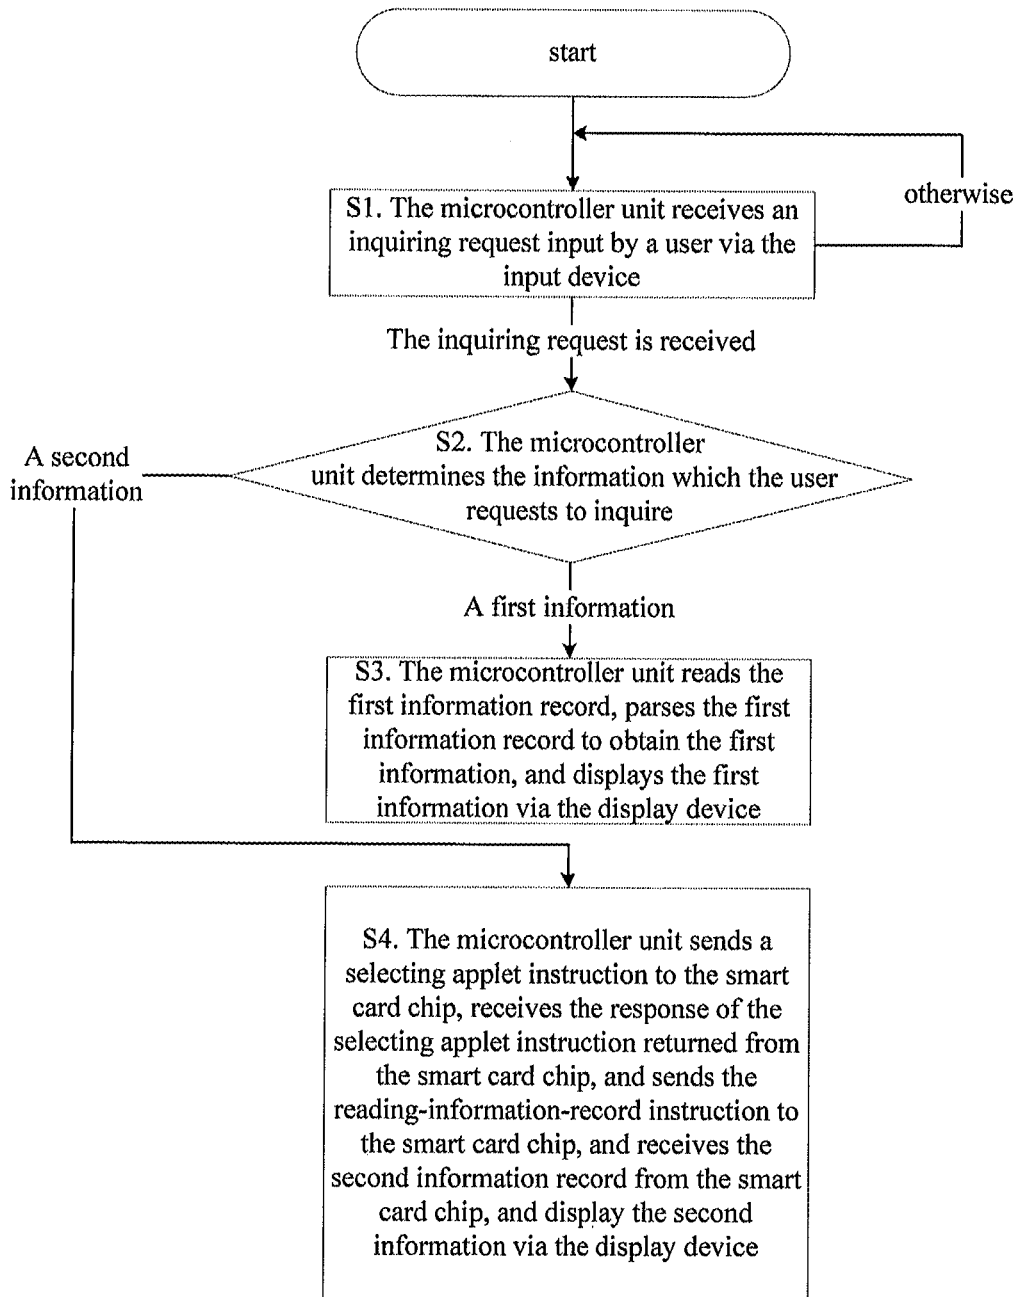 start
otherwise
S1. The microcontroller unit receives an
inquiring request input by a user via the
input device
The inquiring request is received
S2. The microcontroller
unit determines the information which the user
requests to inquire
A second
information
A first information
S3. The microcontroller unit reads the
first information record, parses the first
information record to obtain the first
information, and displays the first
information via the display device
S4. The microcontroller unit sends a
selecting applet instruction to the smart
card chip, receives the response of the
selecting applet instruction returned from
the smart card chip, and sends the
reading-information-record instruction to
the smart card chip, and receives the
second information record from the smart
card chip, and display the second
information via the display device